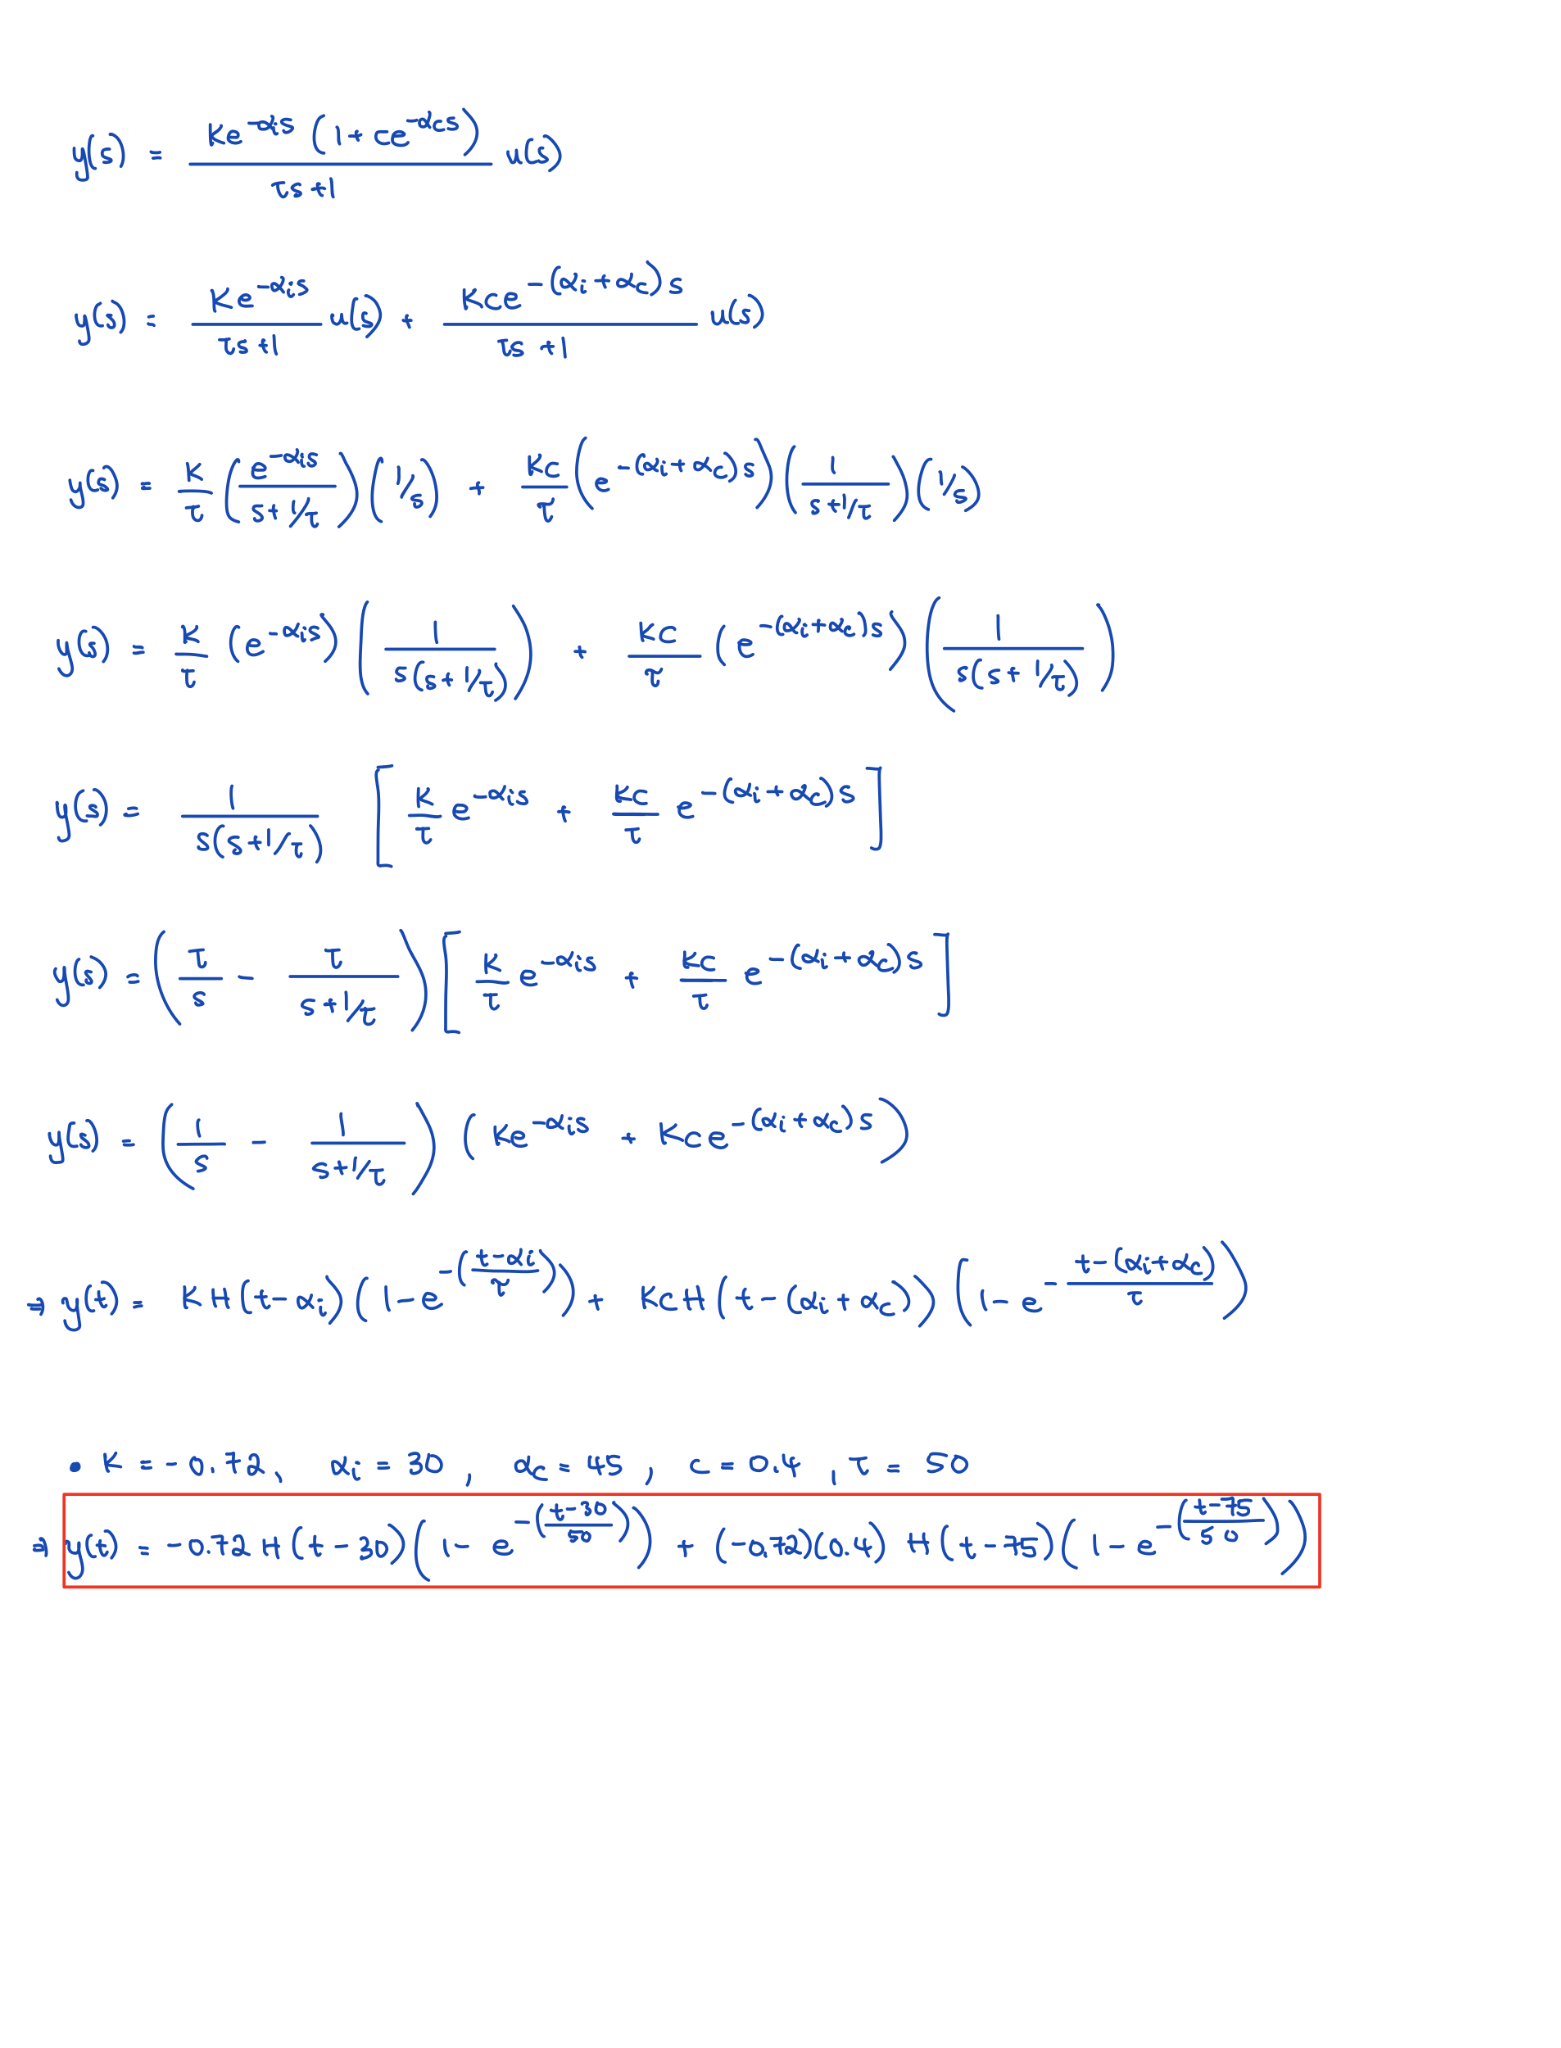 y(s) = Ke^{-αis} (1 + ce^{-αcs}) / (τs+1) u(s)
y(s) = Ke^{-αis} / (τs+1) u(s) + Kce^{-(αi+αc)s} / (τs+1) u(s)
y(s) = K/τ (e^{-αis} / (s+1/τ)) (1/s) + Kc/τ (e^{-(αi+αc)s}) (1 / (s+1/τ)) (1/s)
y(s) = K/τ (e^{-αis}) (1 / (s(s+1/τ))) + Kc/τ (e^{-(αi+αc)s}) (1 / (s(s+1/τ)))
y(s) = 1 / (s(s+1/τ)) [K/τ e^{-αis} + Kc/τ e^{-(αi+αc)s}]
y(s) = (τ/s - τ/(s+1/τ)) [K/τ e^{-αis} + Kc/τ e^{-(αi+αc)s}]
y(s) = (1/s - 1/(s+1/τ)) (Ke^{-αis} + Kce^{-(αi+αc)s})
⇒ y(t) = KH(t-αi) (1-e^{-((t-αi)/τ)}) + KcH(t-(αi+αc)) (1-e^{-(t-(αi+αc))/τ})
• K = -0.72, αi = 30, αc = 45, c = 0.4, τ = 50
⇒ y(t) = -0.72 H(t-30) (1-e^{-((t-30)/50)}) + (-0.72)(0.4) H(t-75) (1-e^{-((t-75)/50)})